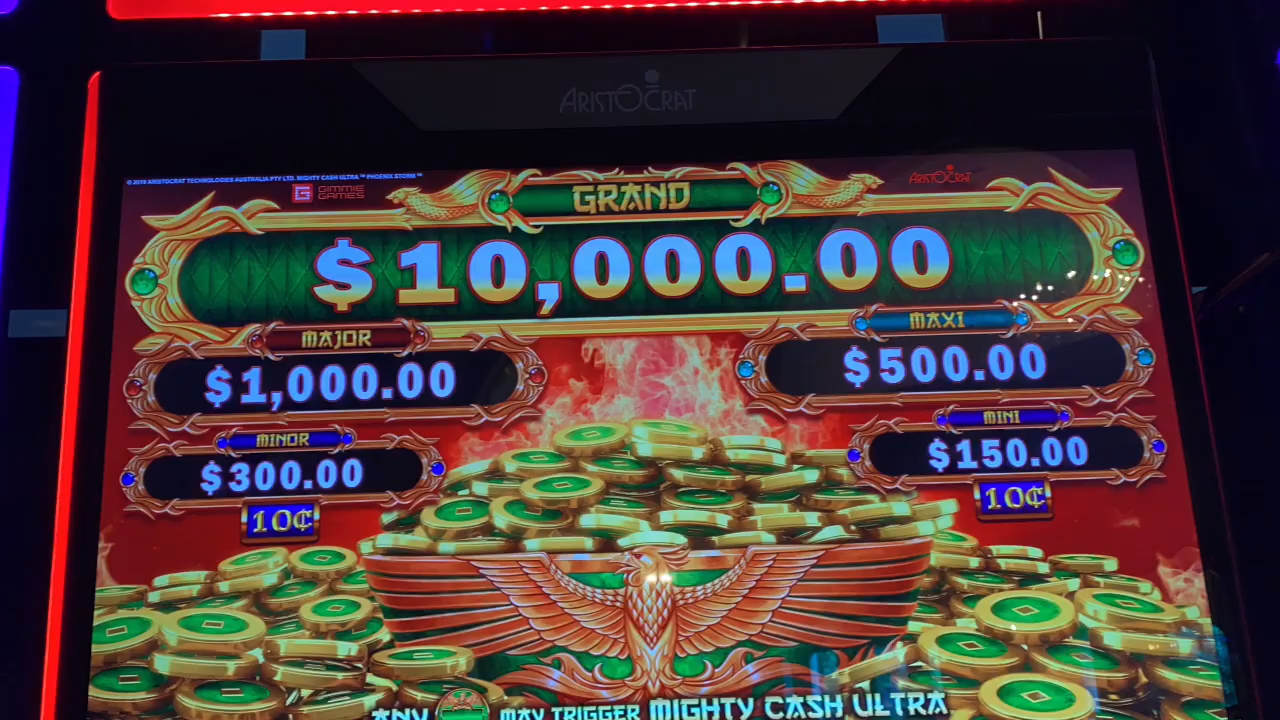 ARISTOCRAT
© 2019 ARISTOCRAT TECHNOLOGIES AUSTRALIA PTY LTD. MIGHTY CASH ULTRA™ PHOENIX STORM™
G GIMMIE GAMES
ARISTOCRAT
GRAND
$10,000.00
MAJOR
$1,000.00
MAXI
$500.00
MINOR
$300.00
10¢
MINI
$150.00
10¢
ANY MAY TRIGGER MIGHTY CASH ULTRA